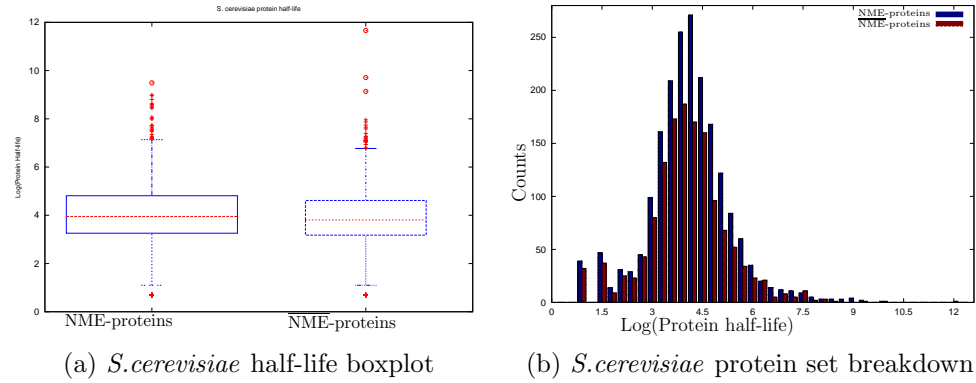 S. cerevisiae protein half-life
12
10
8
6
4
2
0
Log(Protein Half-life)
NME-proteins
N̅M̅E̅-proteins
(a) S.cerevisiae half-life boxplot
N̅M̅E̅-proteins
NME-proteins
250
200
150
100
50
0
Counts
0 1.5 3 4.5 6 7.5 9 10.5 12
Log(Protein half-life)
(b) S.cerevisiae protein set breakdown